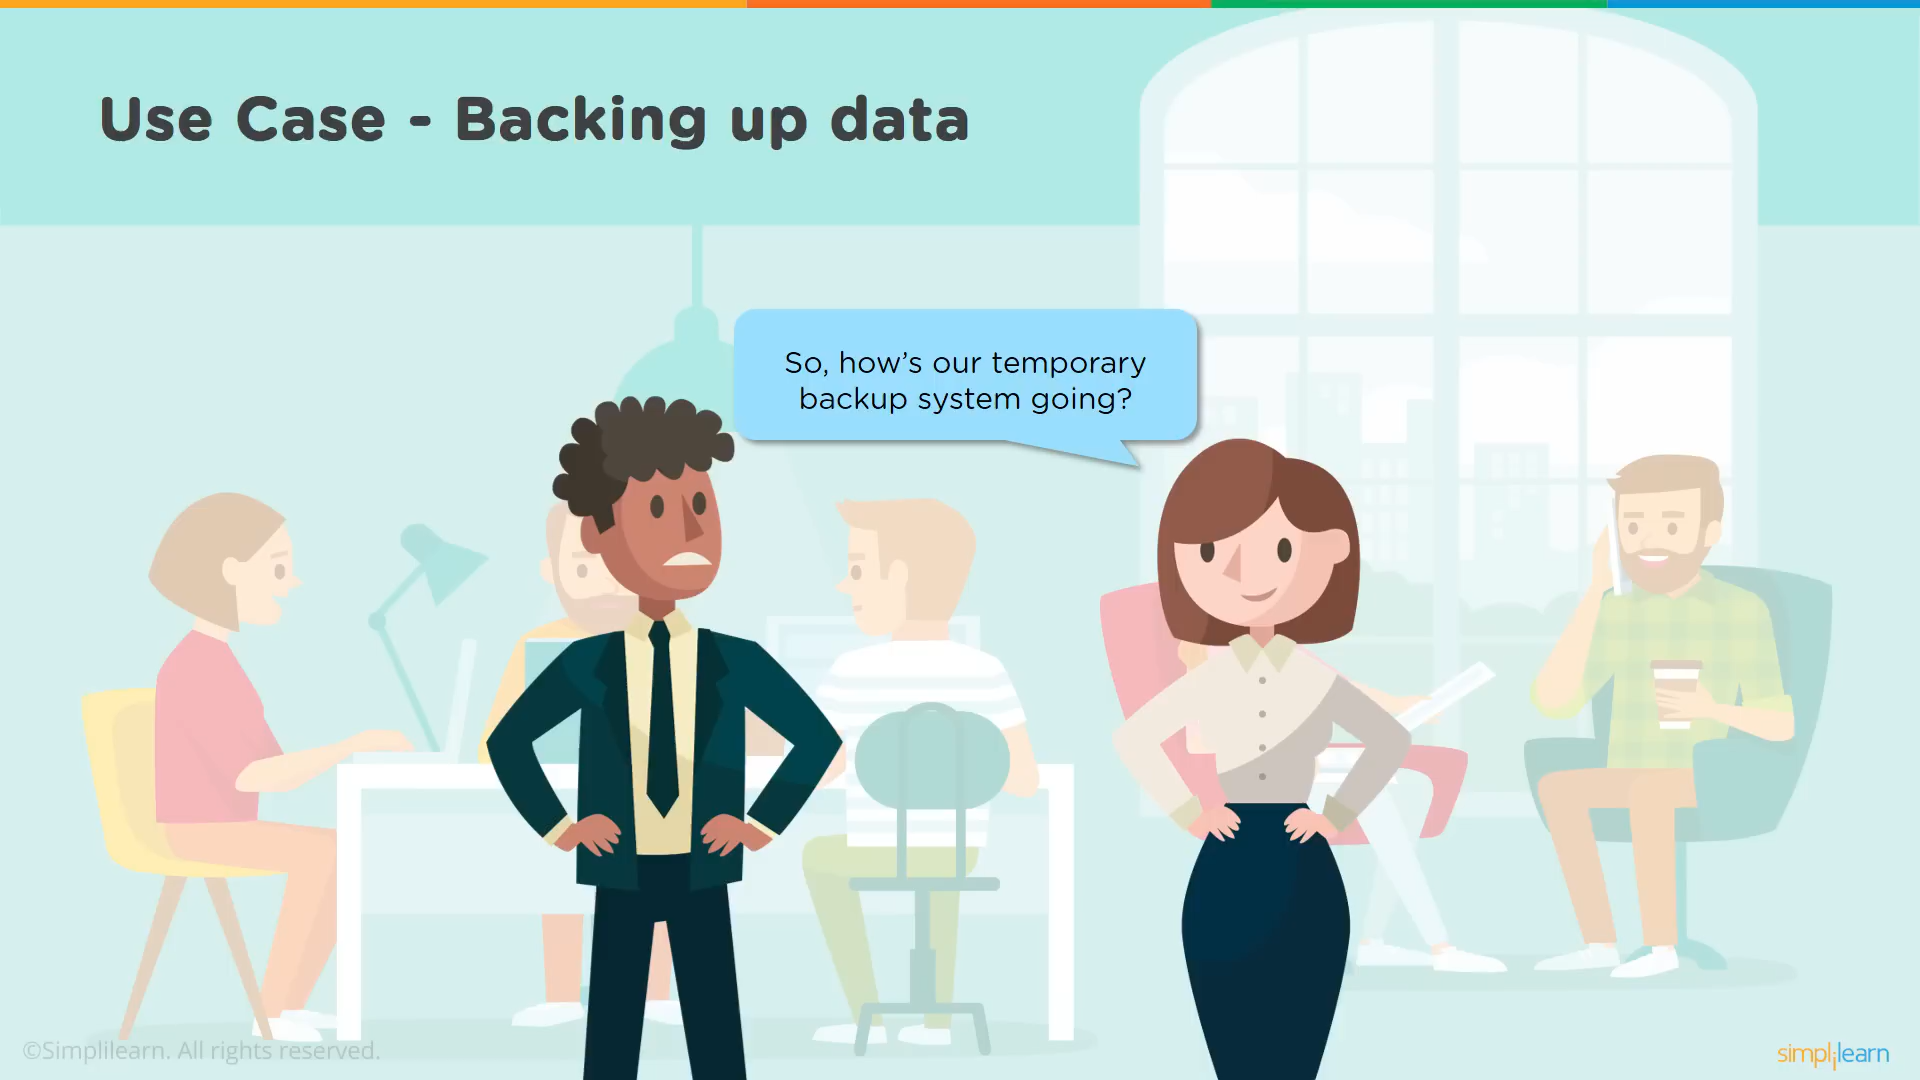 Use Case - Backing up data
So, how’s our temporary
backup system going?
©Simplilearn. All rights reserved.
simplilearn